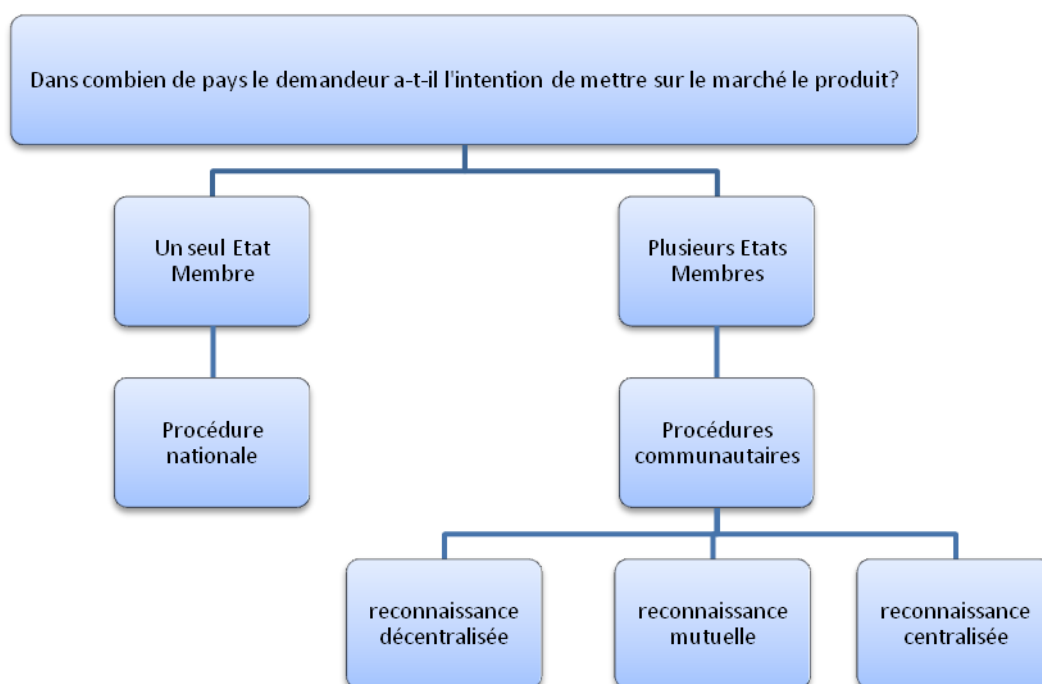 Dans combien de pays le demandeur a-t-il l'intention de mettre sur le marché le produit?
Un seul Etat
Membre
Plusieurs Etats
Membres
Procédure
nationale
Procédures
communautaires
reconnaissance
décentralisée
reconnaissance
mutuelle
reconnaissance
centralisée